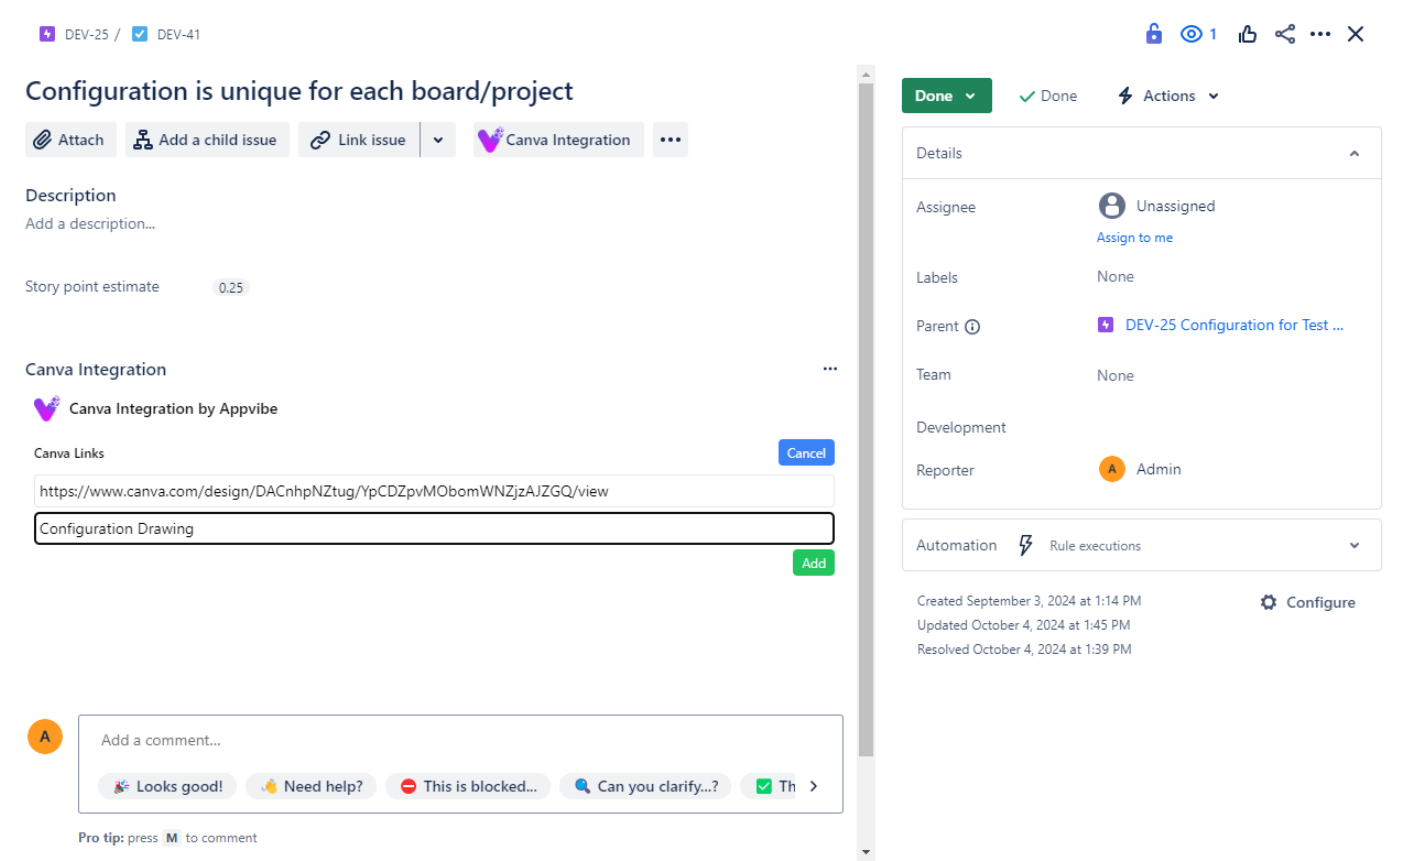 DEV-25 / DEV-41
1
Configuration is unique for each board/project
Attach
Add a child issue
Link issue
Canva Integration
Description
Add a description...
Story point estimate 0.25
Canva Integration
Canva Integration by Appvibe
Canva Links
Cancel
https://www.canva.com/design/DACnhpNZtug/YpCDZpvMObomWNZjzAJZGQ/view
Configuration Drawing
Add
A
Add a comment...
Looks good!
Need help?
This is blocked...
Can you clarify...?
Th
Pro tip: press M to comment
Done
Done
Actions
Details
Assignee
Unassigned
Assign to me
Labels
None
Parent
DEV-25 Configuration for Test ...
Team
None
Development
Reporter
A
Admin
Automation
Rule executions
Created September 3, 2024 at 1:14 PM
Updated October 4, 2024 at 1:45 PM
Resolved October 4, 2024 at 1:39 PM
Configure